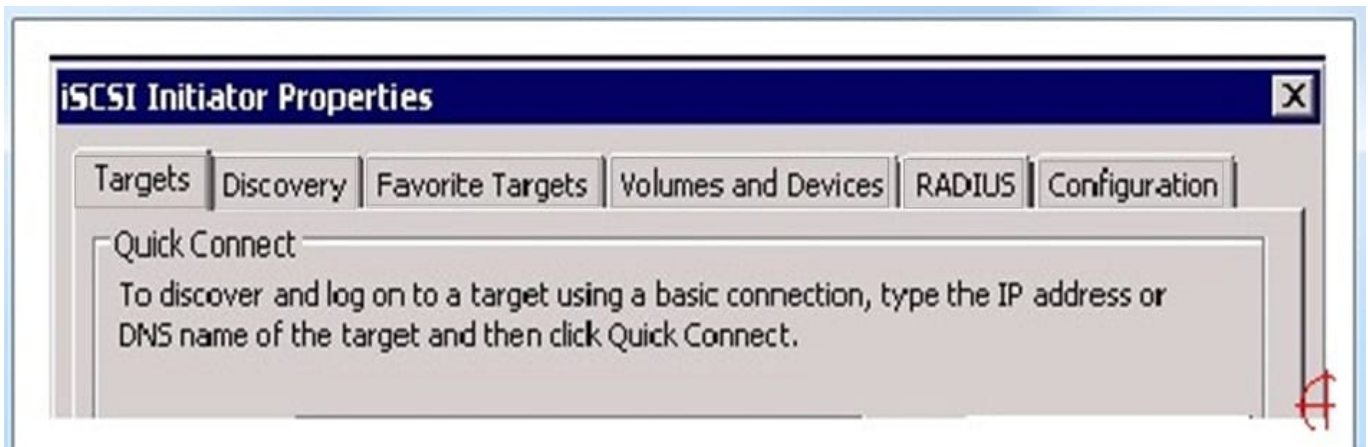 iSCSI Initiator Properties
Targets Discovery Favorite Targets Volumes and Devices RADIUS Configuration
Quick Connect
To discover and log on to a target using a basic connection, type the IP address or
DNS name of the target and then click Quick Connect.